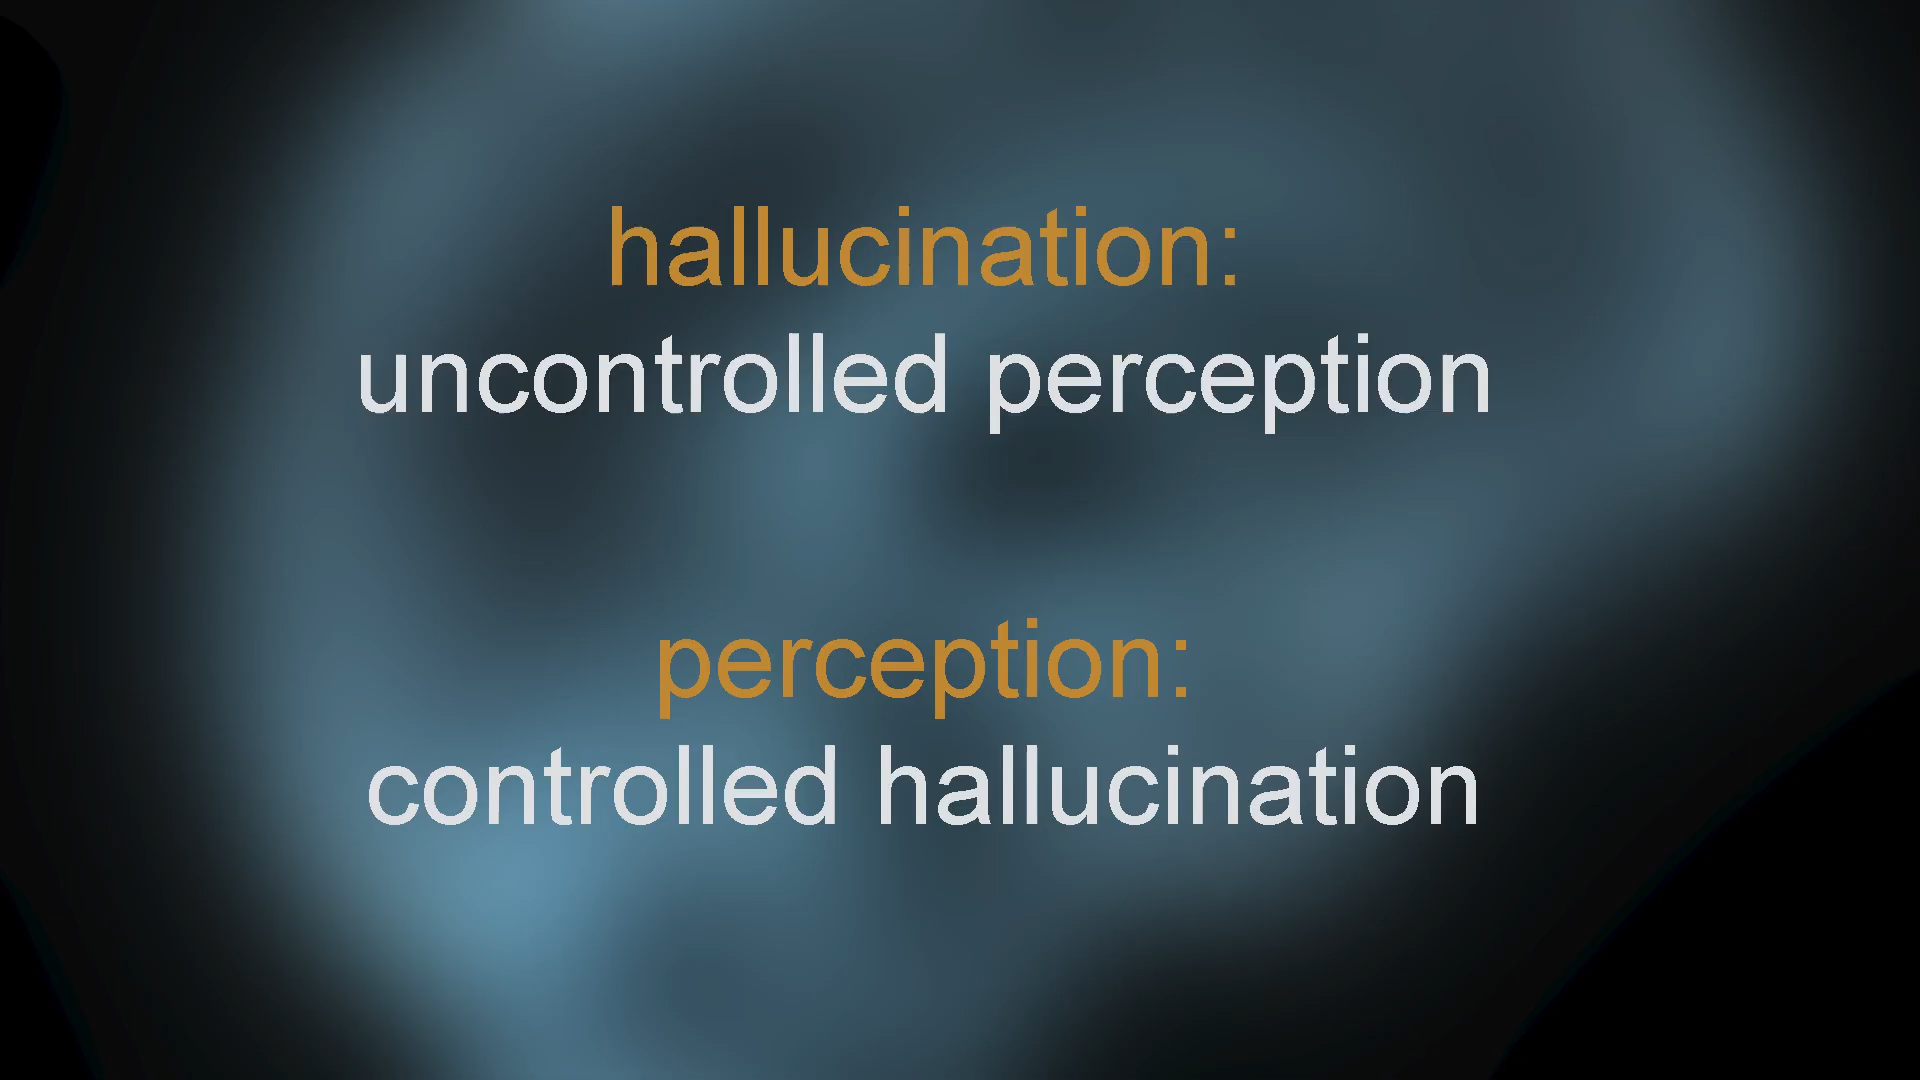 hallucination:
uncontrolled perception
perception:
controlled hallucination